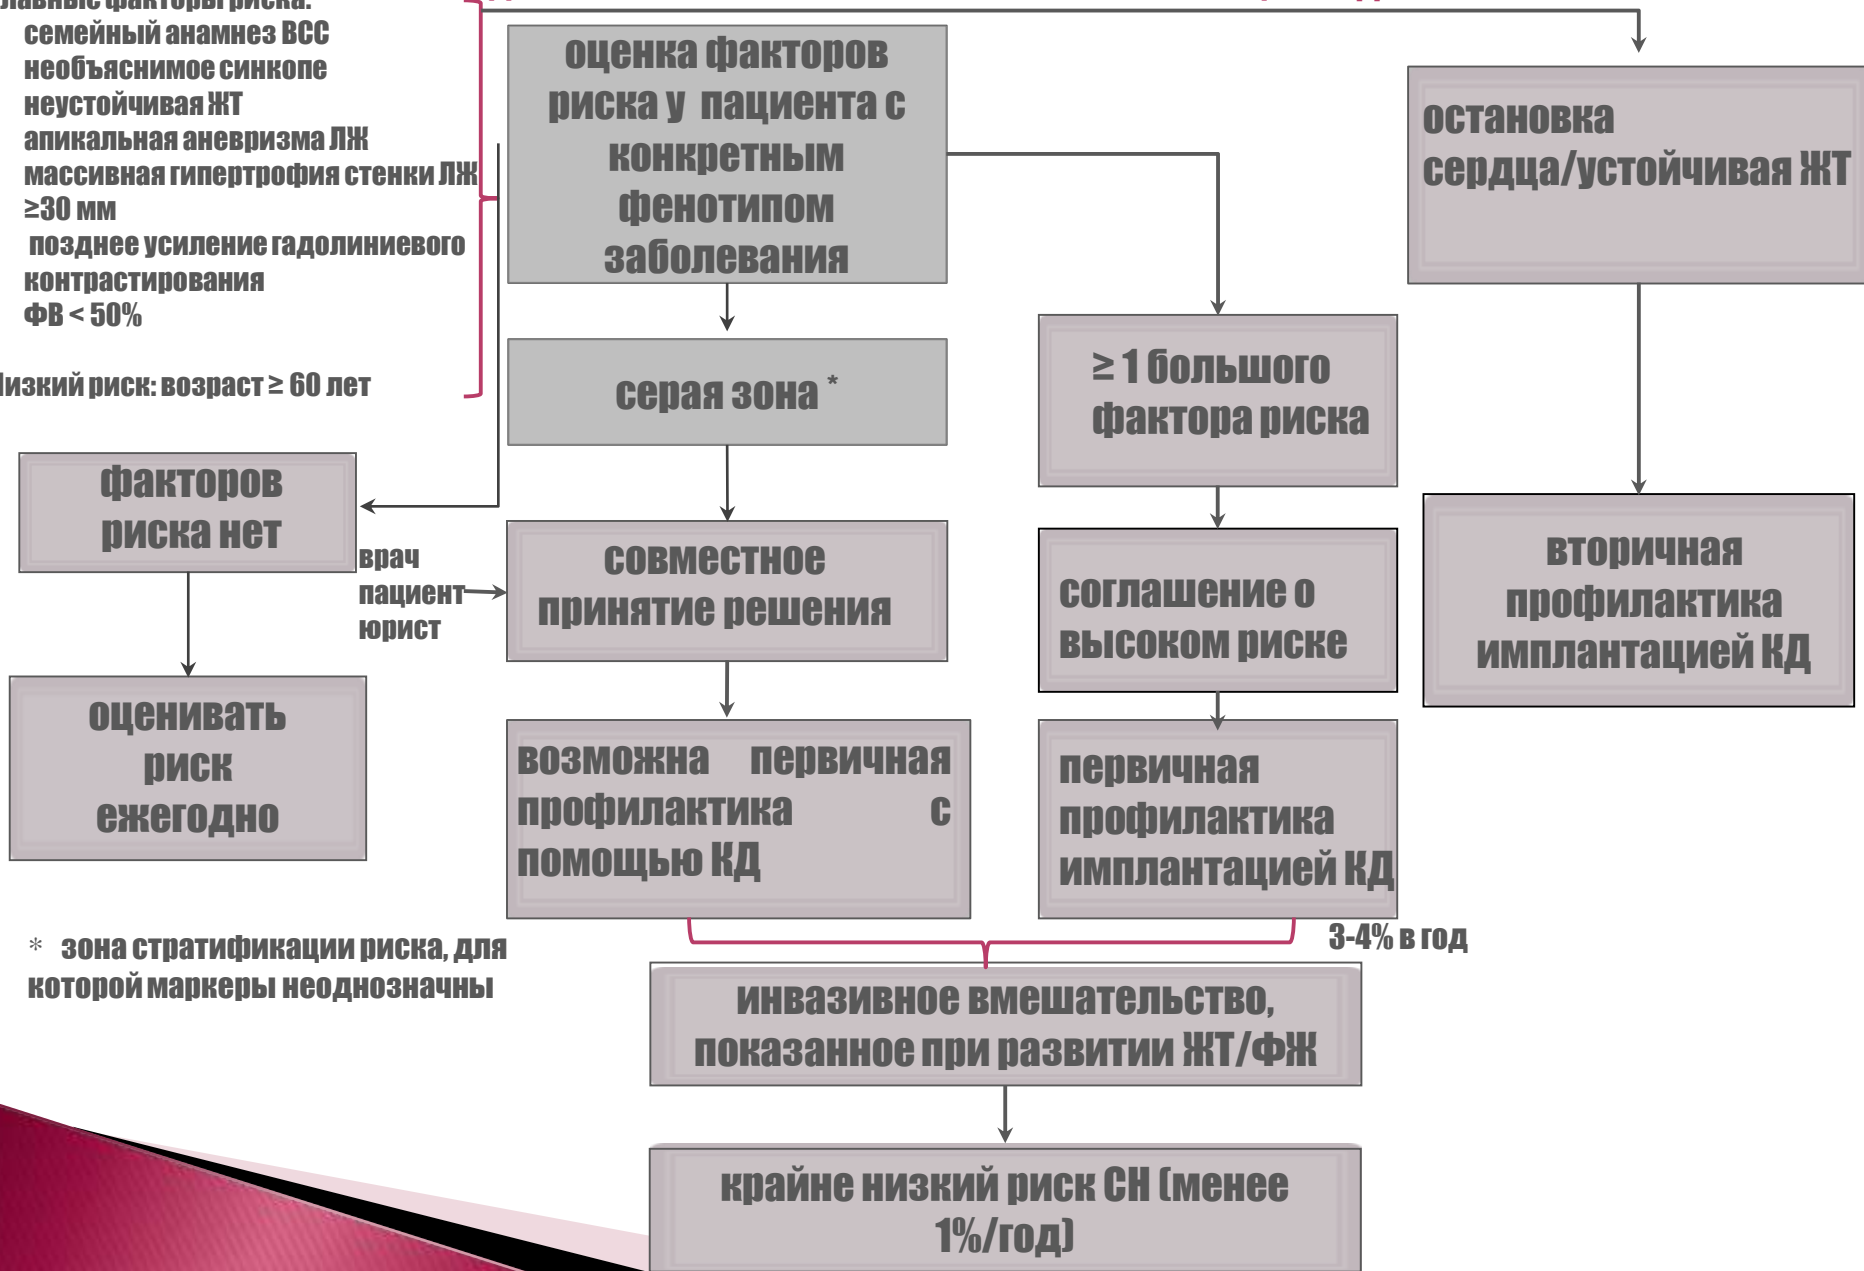 семейный анамнез ВСС
необъяснимое синкопе
неустойчивая ЖТ
апикальная аневризма ЛЖ
массивная гипертрофия стенки ЛЖ
≥30 мм
позднее усиление гадолиниевого
контрастирования
ФВ < 50%
Низкий риск: возраст ≥ 60 лет
оценка факторов
риска у пациента с
конкретным
фенотипом
заболевания
остановка
сердца/устойчивая ЖТ
серая зона *
≥ 1 большого
фактора риска
факторов
риска нет
врач
пациент
юрист
совместное
принятие решения
соглашение о
высоком риске
вторичная
профилактика
имплантацией КД
оценивать
риск
ежегодно
возможна первичная
профилактика с
помощью КД
первичная
профилактика
имплантацией КД
3-4% в год
* зона стратификации риска, для
которой маркеры неоднозначны
инвазивное вмешательство,
показанное при развитии ЖТ/ФЖ
крайне низкий риск СН (менее
1%/год)